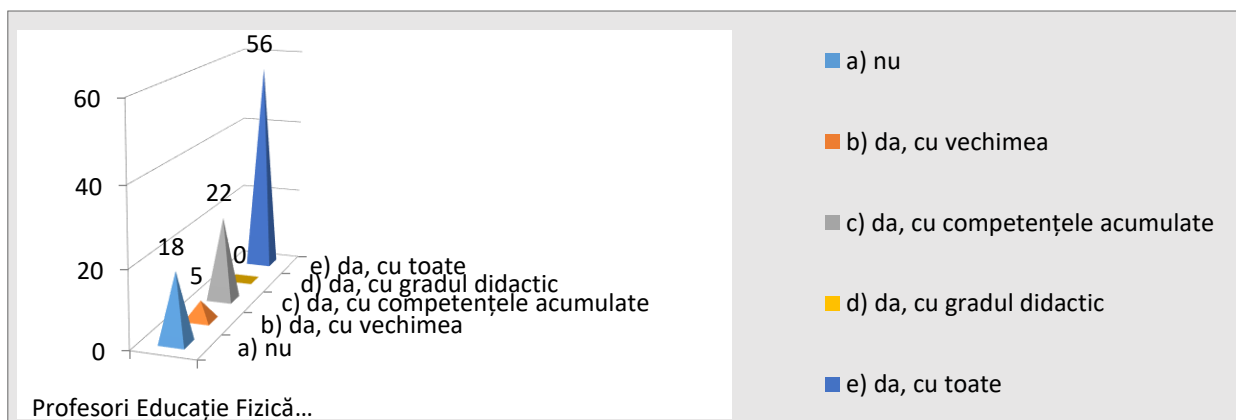 56
60
40
22
20
18
0
5
e) da, cu toate
d) da, cu gradul didactic
c) da, cu competențele acumulate
b) da, cu vechimea
a) nu
0
Profesori Educație Fizică...
a) nu
b) da, cu vechimea
c) da, cu competențele acumulate
d) da, cu gradul didactic
e) da, cu toate